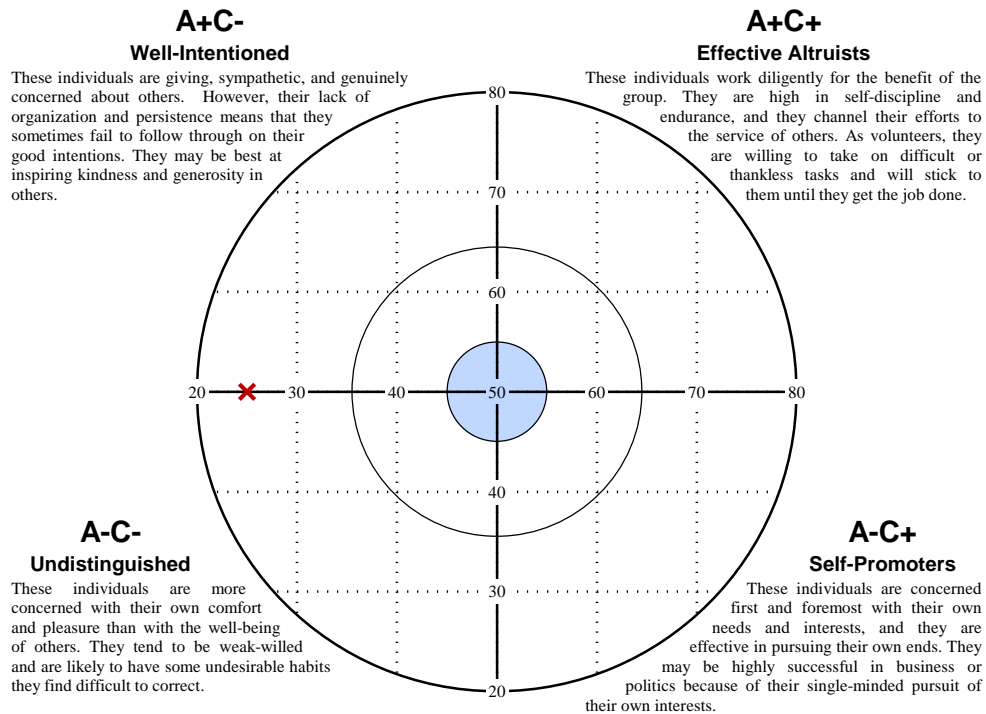 A+C-
Well-Intentioned
These individuals are giving, sympathetic, and genuinely
concerned about others. However, their lack of
organization and persistence means that they
sometimes fail to follow through on their
good intentions. They may be best at
inspiring kindness and generosity in
others.
A+C+
Effective Altruists
These individuals work diligently for the benefit of the
group. They are high in self-discipline and
endurance, and they channel their efforts to
the service of others. As volunteers, they
are willing to take on difficult or
thankless tasks and will stick to
them until they get the job done.
80
70
60
20 30 40 50 60 70 80
40
30
20
A-C-
Undistinguished
These individuals are more
concerned with their own comfort
and pleasure than with the well-being
of others. They tend to be weak-willed
and are likely to have some undesirable habits
they find difficult to correct.
A-C+
Self-Promoters
These individuals are concerned
first and foremost with their own
needs and interests, and they are
effective in pursuing their own ends. They
may be highly successful in business or
politics because of their single-minded pursuit of
their own interests.